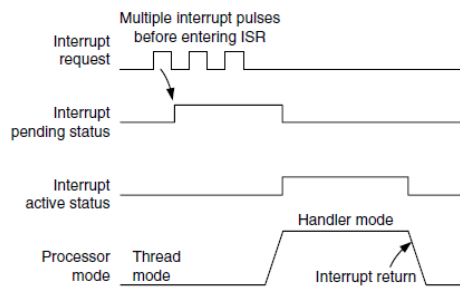 Multiple interrupt pulses
before entering ISR
Interrupt
request
Interrupt
pending status
Interrupt
active status
Handler mode
Processor
mode
Thread
mode
Interrupt return